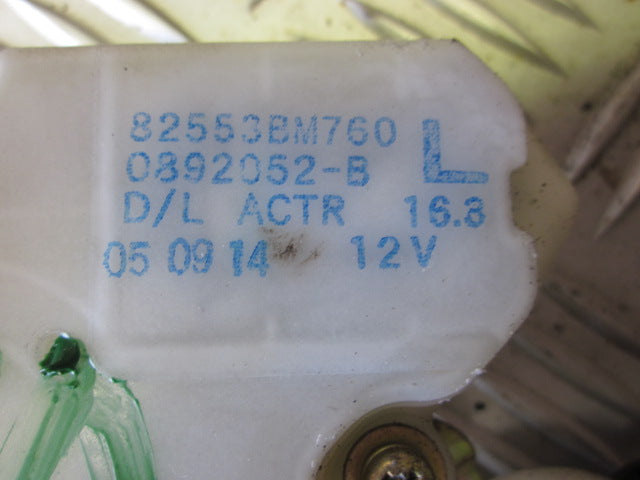 82553BM760
0892052-B L
D/L ACTR 16.8
05 09 14 12V